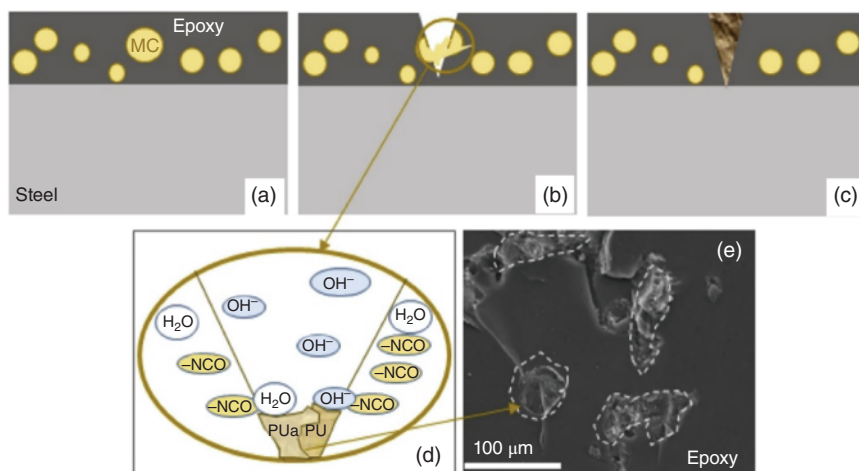 Epoxy
MC
Steel
(a)
(b)
(c)
H₂O
OH⁻
OH⁻
H₂O
OH⁻
–NCO
–NCO
–NCO
–NCO
H₂O
OH⁻
–NCO
PUa
PU
(d)
(e)
100 μm
Epoxy